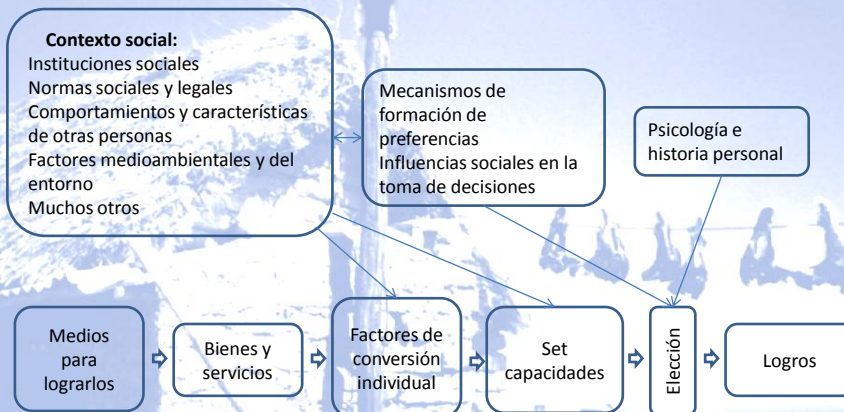 Contexto social:
Instituciones sociales
Normas sociales y legales
Comportamientos y características
de otras personas
Factores medioambientales y del
entorno
Muchos otros
Mecanismos de
formación de
preferencias
Influencias sociales en la
toma de decisiones
Psicología e
historia personal
Medios
para
lograrlos
Bienes y
servicios
Factores de
conversión
individual
Set
capacidades
Elección
Logros